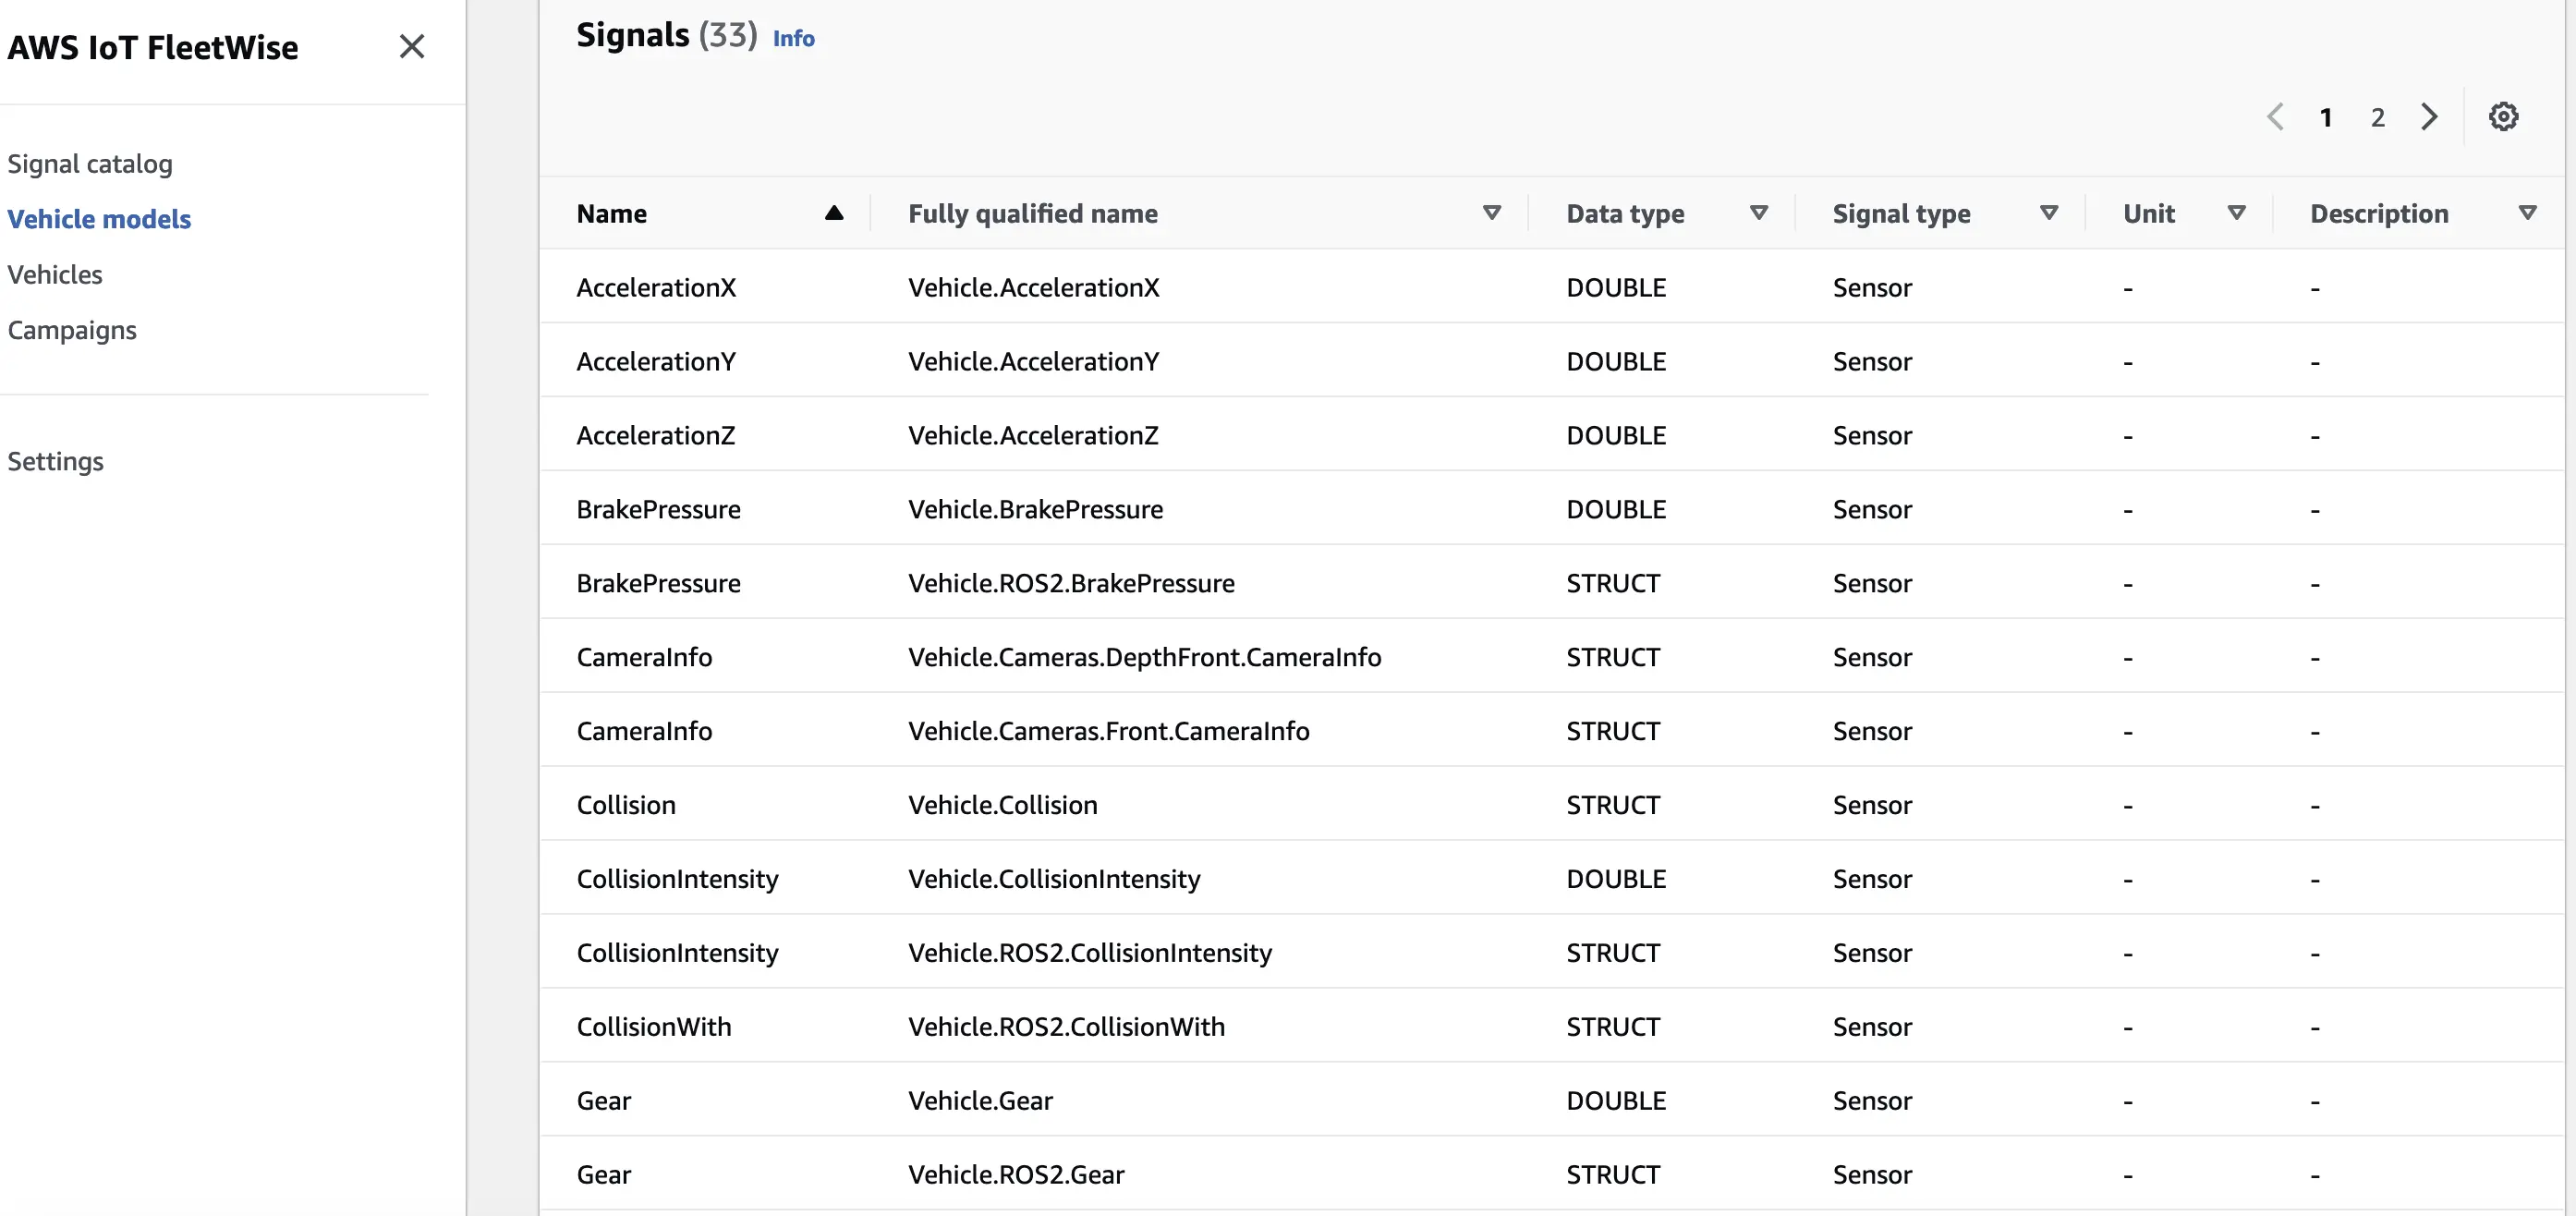 AWS IoT FleetWise
Signal catalog
Vehicle models
Vehicles
Campaigns
Settings
Signals (33) Info
1 2
Name Fully qualified name Data type Signal type Unit Description
AccelerationX Vehicle.AccelerationX DOUBLE Sensor - -
AccelerationY Vehicle.AccelerationY DOUBLE Sensor - -
AccelerationZ Vehicle.AccelerationZ DOUBLE Sensor - -
BrakePressure Vehicle.BrakePressure DOUBLE Sensor - -
BrakePressure Vehicle.ROS2.BrakePressure STRUCT Sensor - -
CameraInfo Vehicle.Cameras.DepthFront.CameraInfo STRUCT Sensor - -
CameraInfo Vehicle.Cameras.Front.CameraInfo STRUCT Sensor - -
Collision Vehicle.Collision STRUCT Sensor - -
CollisionIntensity Vehicle.CollisionIntensity DOUBLE Sensor - -
CollisionIntensity Vehicle.ROS2.CollisionIntensity STRUCT Sensor - -
CollisionWith Vehicle.ROS2.CollisionWith STRUCT Sensor - -
Gear Vehicle.Gear DOUBLE Sensor - -
Gear Vehicle.ROS2.Gear STRUCT Sensor - -